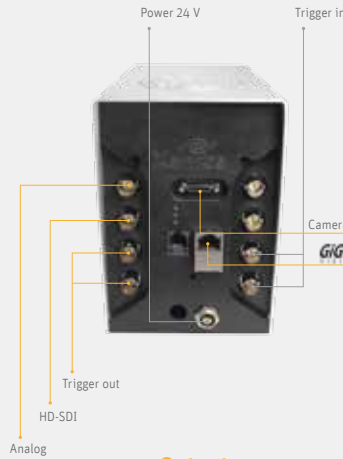 Power 24 V
Trigger in
Camer
GiG
Trigger out
HD-SDI
Analog